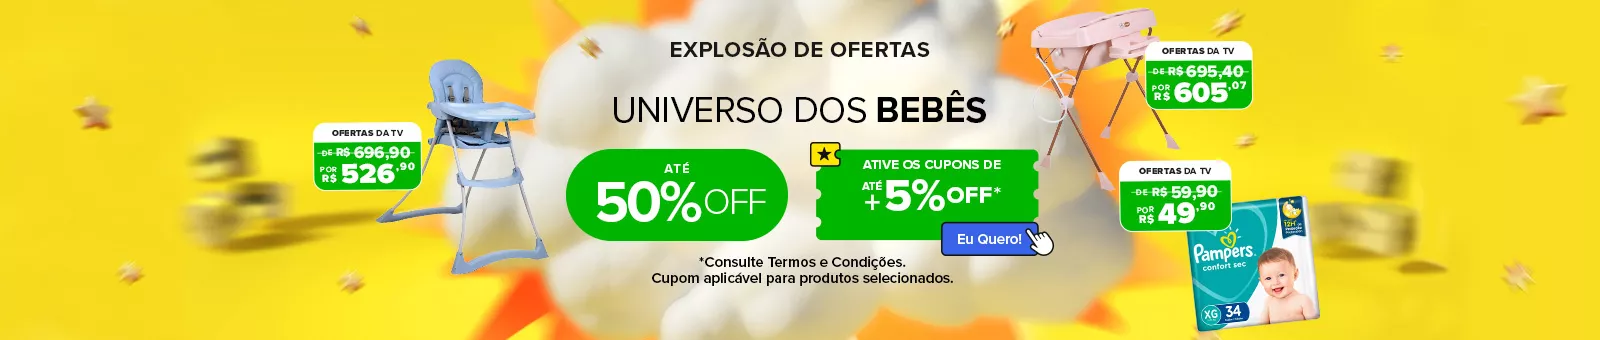 EXPLOSÃO DE OFERTAS
UNIVERSO DOS BEBÊS
ATÉ
50% OFF
ATIVE OS CUPONS DE
ATÉ
+5% OFF*
Eu Quero!
*Consulte Termos e Condições.
Cupom aplicável para produtos selecionados.
OFERTAS DA TV
DE R$ 696,90
POR
R$ 526,90
OFERTAS DA TV
DE R$ 695,40
POR
R$ 605,07
OFERTAS DA TV
DE R$ 59,90
POR
R$ 49,90
12H
Pampers
confort sec
XG 34